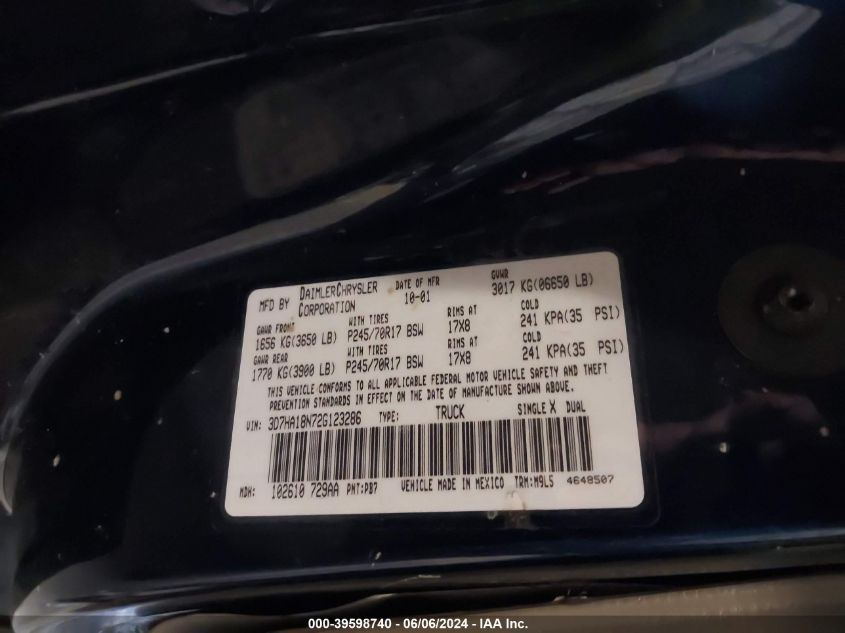 MFD BY DAIMLERCHRYSLER CORPORATION DATE OF MFR 10-01 GVWR 3017 KG(06650 LB)
GAWR FRONT WITH TIRES RIMS AT COLD
1656 KG(3650 LB) P245/70R17 BSW 17X8 241 KPA(35 PSI)
GAWR REAR WITH TIRES RIMS AT COLD
1770 KG(3900 LB) P245/70R17 BSW 17X8 241 KPA(35 PSI)
THIS VEHICLE CONFORMS TO ALL APPLICABLE FEDERAL MOTOR VEHICLE SAFETY AND THEFT
PREVENTION STANDARDS IN EFFECT ON THE DATE OF MANUFACTURE SHOWN ABOVE.
VIN: 3D7HA18N72G123286 TYPE: TRUCK SINGLE X DUAL
MDH: 102610 729AA PNT:PB7 VEHICLE MADE IN MEXICO TRM:M9L5 4648507
000-39598740 - 06/06/2024 - IAA Inc.